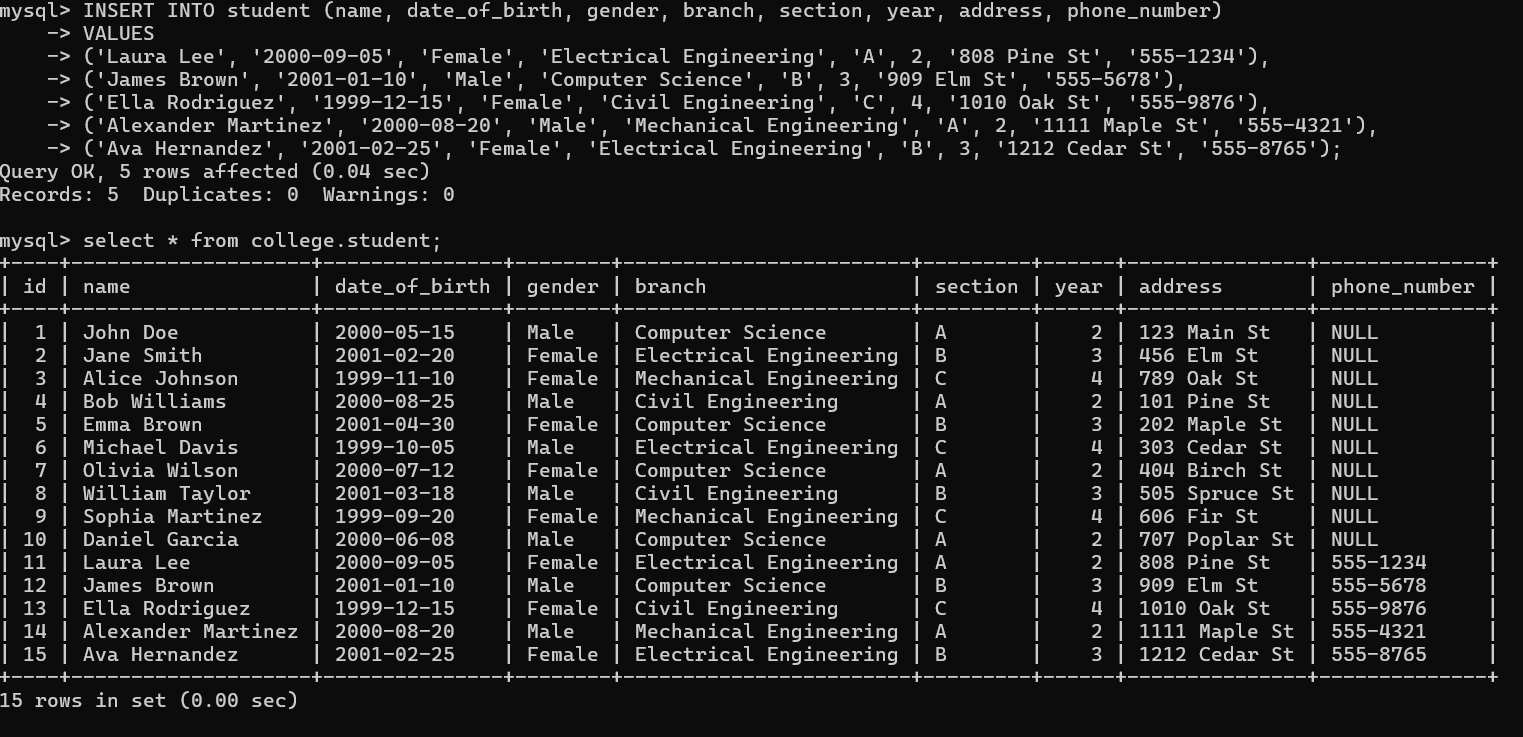 mysql> INSERT INTO student (name, date_of_birth, gender, branch, section, year, address, phone_number)
    -> VALUES
    -> ('Laura Lee', '2000-09-05', 'Female', 'Electrical Engineering', 'A', 2, '808 Pine St', '555-1234'),
    -> ('James Brown', '2001-01-10', 'Male', 'Computer Science', 'B', 3, '909 Elm St', '555-5678'),
    -> ('Ella Rodriguez', '1999-12-15', 'Female', 'Civil Engineering', 'C', 4, '1010 Oak St', '555-9876'),
    -> ('Alexander Martinez', '2000-08-20', 'Male', 'Mechanical Engineering', 'A', 2, '1111 Maple St', '555-4321'),
    -> ('Ava Hernandez', '2001-02-25', 'Female', 'Electrical Engineering', 'B', 3, '1212 Cedar St', '555-8765');
Query OK, 5 rows affected (0.04 sec)
Records: 5  Duplicates: 0  Warnings: 0

mysql> select * from college.student;
+----+--------------------+---------------+--------+------------------------+---------+------+---------------+--------------+
| id | name               | date_of_birth | gender | branch                 | section | year | address       | phone_number |
+----+--------------------+---------------+--------+------------------------+---------+------+---------------+--------------+
|  1 | John Doe           | 2000-05-15    | Male   | Computer Science       | A       |    2 | 123 Main St   | NULL         |
|  2 | Jane Smith         | 2001-02-20    | Female | Electrical Engineering | B       |    3 | 456 Elm St    | NULL         |
|  3 | Alice Johnson      | 1999-11-10    | Female | Mechanical Engineering | C       |    4 | 789 Oak St    | NULL         |
|  4 | Bob Williams       | 2000-08-25    | Male   | Civil Engineering      | A       |    2 | 101 Pine St   | NULL         |
|  5 | Emma Brown         | 2001-04-30    | Female | Computer Science       | B       |    3 | 202 Maple St  | NULL         |
|  6 | Michael Davis      | 1999-10-05    | Male   | Electrical Engineering | C       |    4 | 303 Cedar St  | NULL         |
|  7 | Olivia Wilson      | 2000-07-12    | Female | Computer Science       | A       |    2 | 404 Birch St  | NULL         |
|  8 | William Taylor     | 2001-03-18    | Male   | Civil Engineering      | B       |    3 | 505 Spruce St | NULL         |
|  9 | Sophia Martinez    | 1999-09-20    | Female | Mechanical Engineering | C       |    4 | 606 Fir St    | NULL         |
| 10 | Daniel Garcia      | 2000-06-08    | Male   | Computer Science       | A       |    2 | 707 Poplar St | NULL         |
| 11 | Laura Lee          | 2000-09-05    | Female | Electrical Engineering | A       |    2 | 808 Pine St   | 555-1234     |
| 12 | James Brown        | 2001-01-10    | Male   | Computer Science       | B       |    3 | 909 Elm St    | 555-5678     |
| 13 | Ella Rodriguez     | 1999-12-15    | Female | Civil Engineering      | C       |    4 | 1010 Oak St   | 555-9876     |
| 14 | Alexander Martinez | 2000-08-20    | Male   | Mechanical Engineering | A       |    2 | 1111 Maple St | 555-4321     |
| 15 | Ava Hernandez      | 2001-02-25    | Female | Electrical Engineering | B       |    3 | 1212 Cedar St | 555-8765     |
+----+--------------------+---------------+--------+------------------------+---------+------+---------------+--------------+
15 rows in set (0.00 sec)